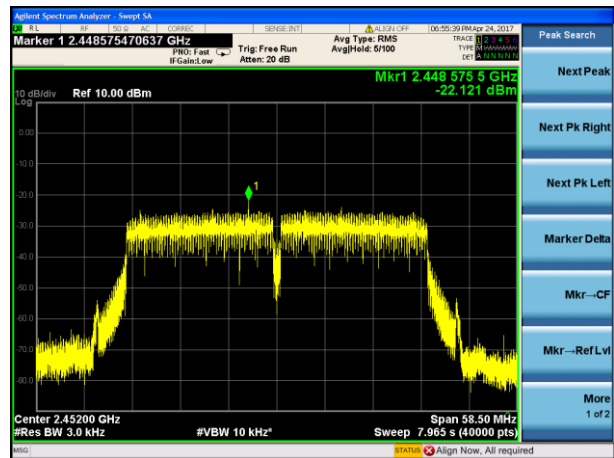 Agilent Spectrum Analyzer - Swept SA
RL RF 50 Ω AC CORREC SENSE:INT ALIGN OFF 06:55:39 PM Apr 24, 2017
Marker 1 2.448575470637 GHz
PNO: Fast
IFGain:Low
Trig: Free Run
Atten: 20 dB
Avg Type: RMS
Avg|Hold: 5/100
TRACE 1 2 3 4 5 6
TYPE M
DET A N N N N N
Mkr1 2.448 575 5 GHz
-22.121 dBm
10 dB/div Ref 10.00 dBm
Log
0.00
-10.0
-20.0
-30.0
-40.0
-50.0
-60.0
-70.0
-80.0
1
Center 2.45200 GHz Span 58.50 MHz
#Res BW 3.0 kHz #VBW 10 kHz* Sweep 7.965 s (40000 pts)
MSG STATUS Align Now, All required
Peak Search
Next Peak
Next Pk Right
Next Pk Left
Marker Delta
Mkr→CF
Mkr→Ref Lvl
More
1 of 2